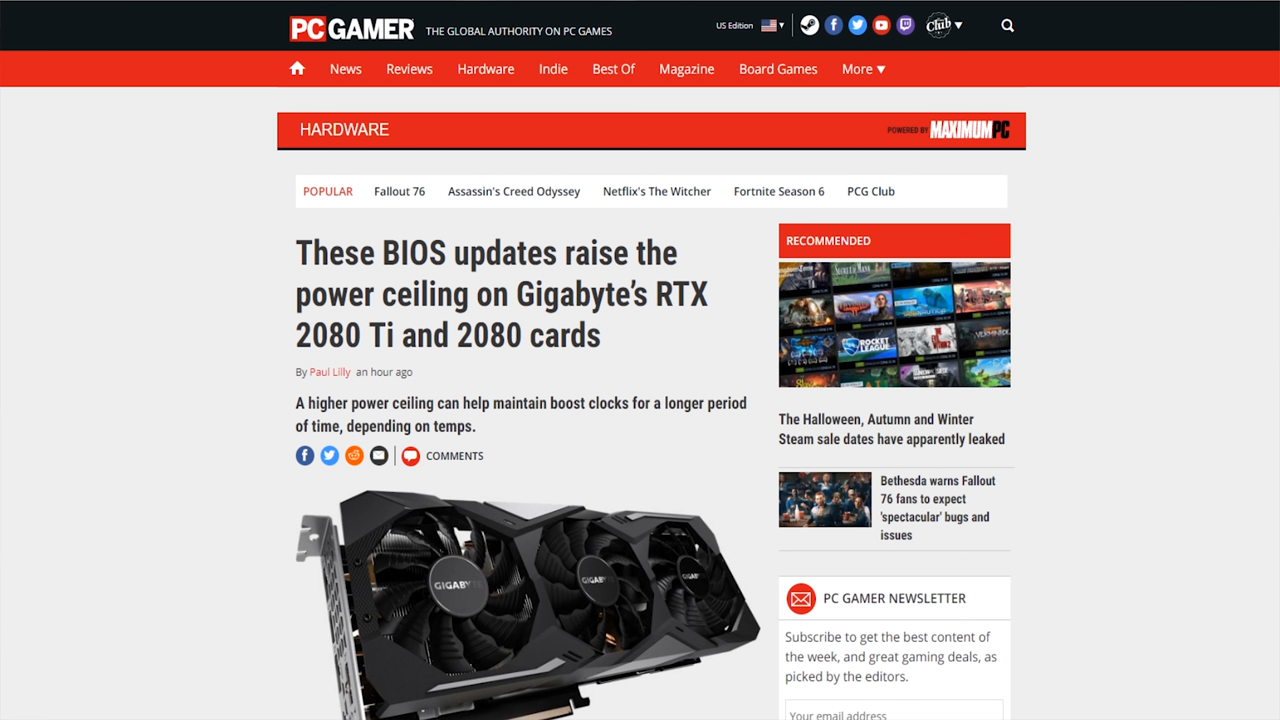 PC GAMER THE GLOBAL AUTHORITY ON PC GAMES
US Edition
Club
News Reviews Hardware Indie Best Of Magazine Board Games More
HARDWARE
POWERED BY MAXIMUMPC
POPULAR Fallout 76 Assassin's Creed Odyssey Netflix's The Witcher Fortnite Season 6 PCG Club
These BIOS updates raise the
power ceiling on Gigabyte's RTX
2080 Ti and 2080 cards
By Paul Lilly an hour ago
A higher power ceiling can help maintain boost clocks for a longer period
of time, depending on temps.
COMMENTS
GIGABYTE
GIGABYTE
GIGABYTE
RECOMMENDED
ROCKET
LEAGUE
The Halloween, Autumn and Winter
Steam sale dates have apparently leaked
Bethesda warns Fallout
76 fans to expect
'spectacular' bugs and
issues
PC GAMER NEWSLETTER
Subscribe to get the best content of
the week, and great gaming deals, as
picked by the editors.
Your email address